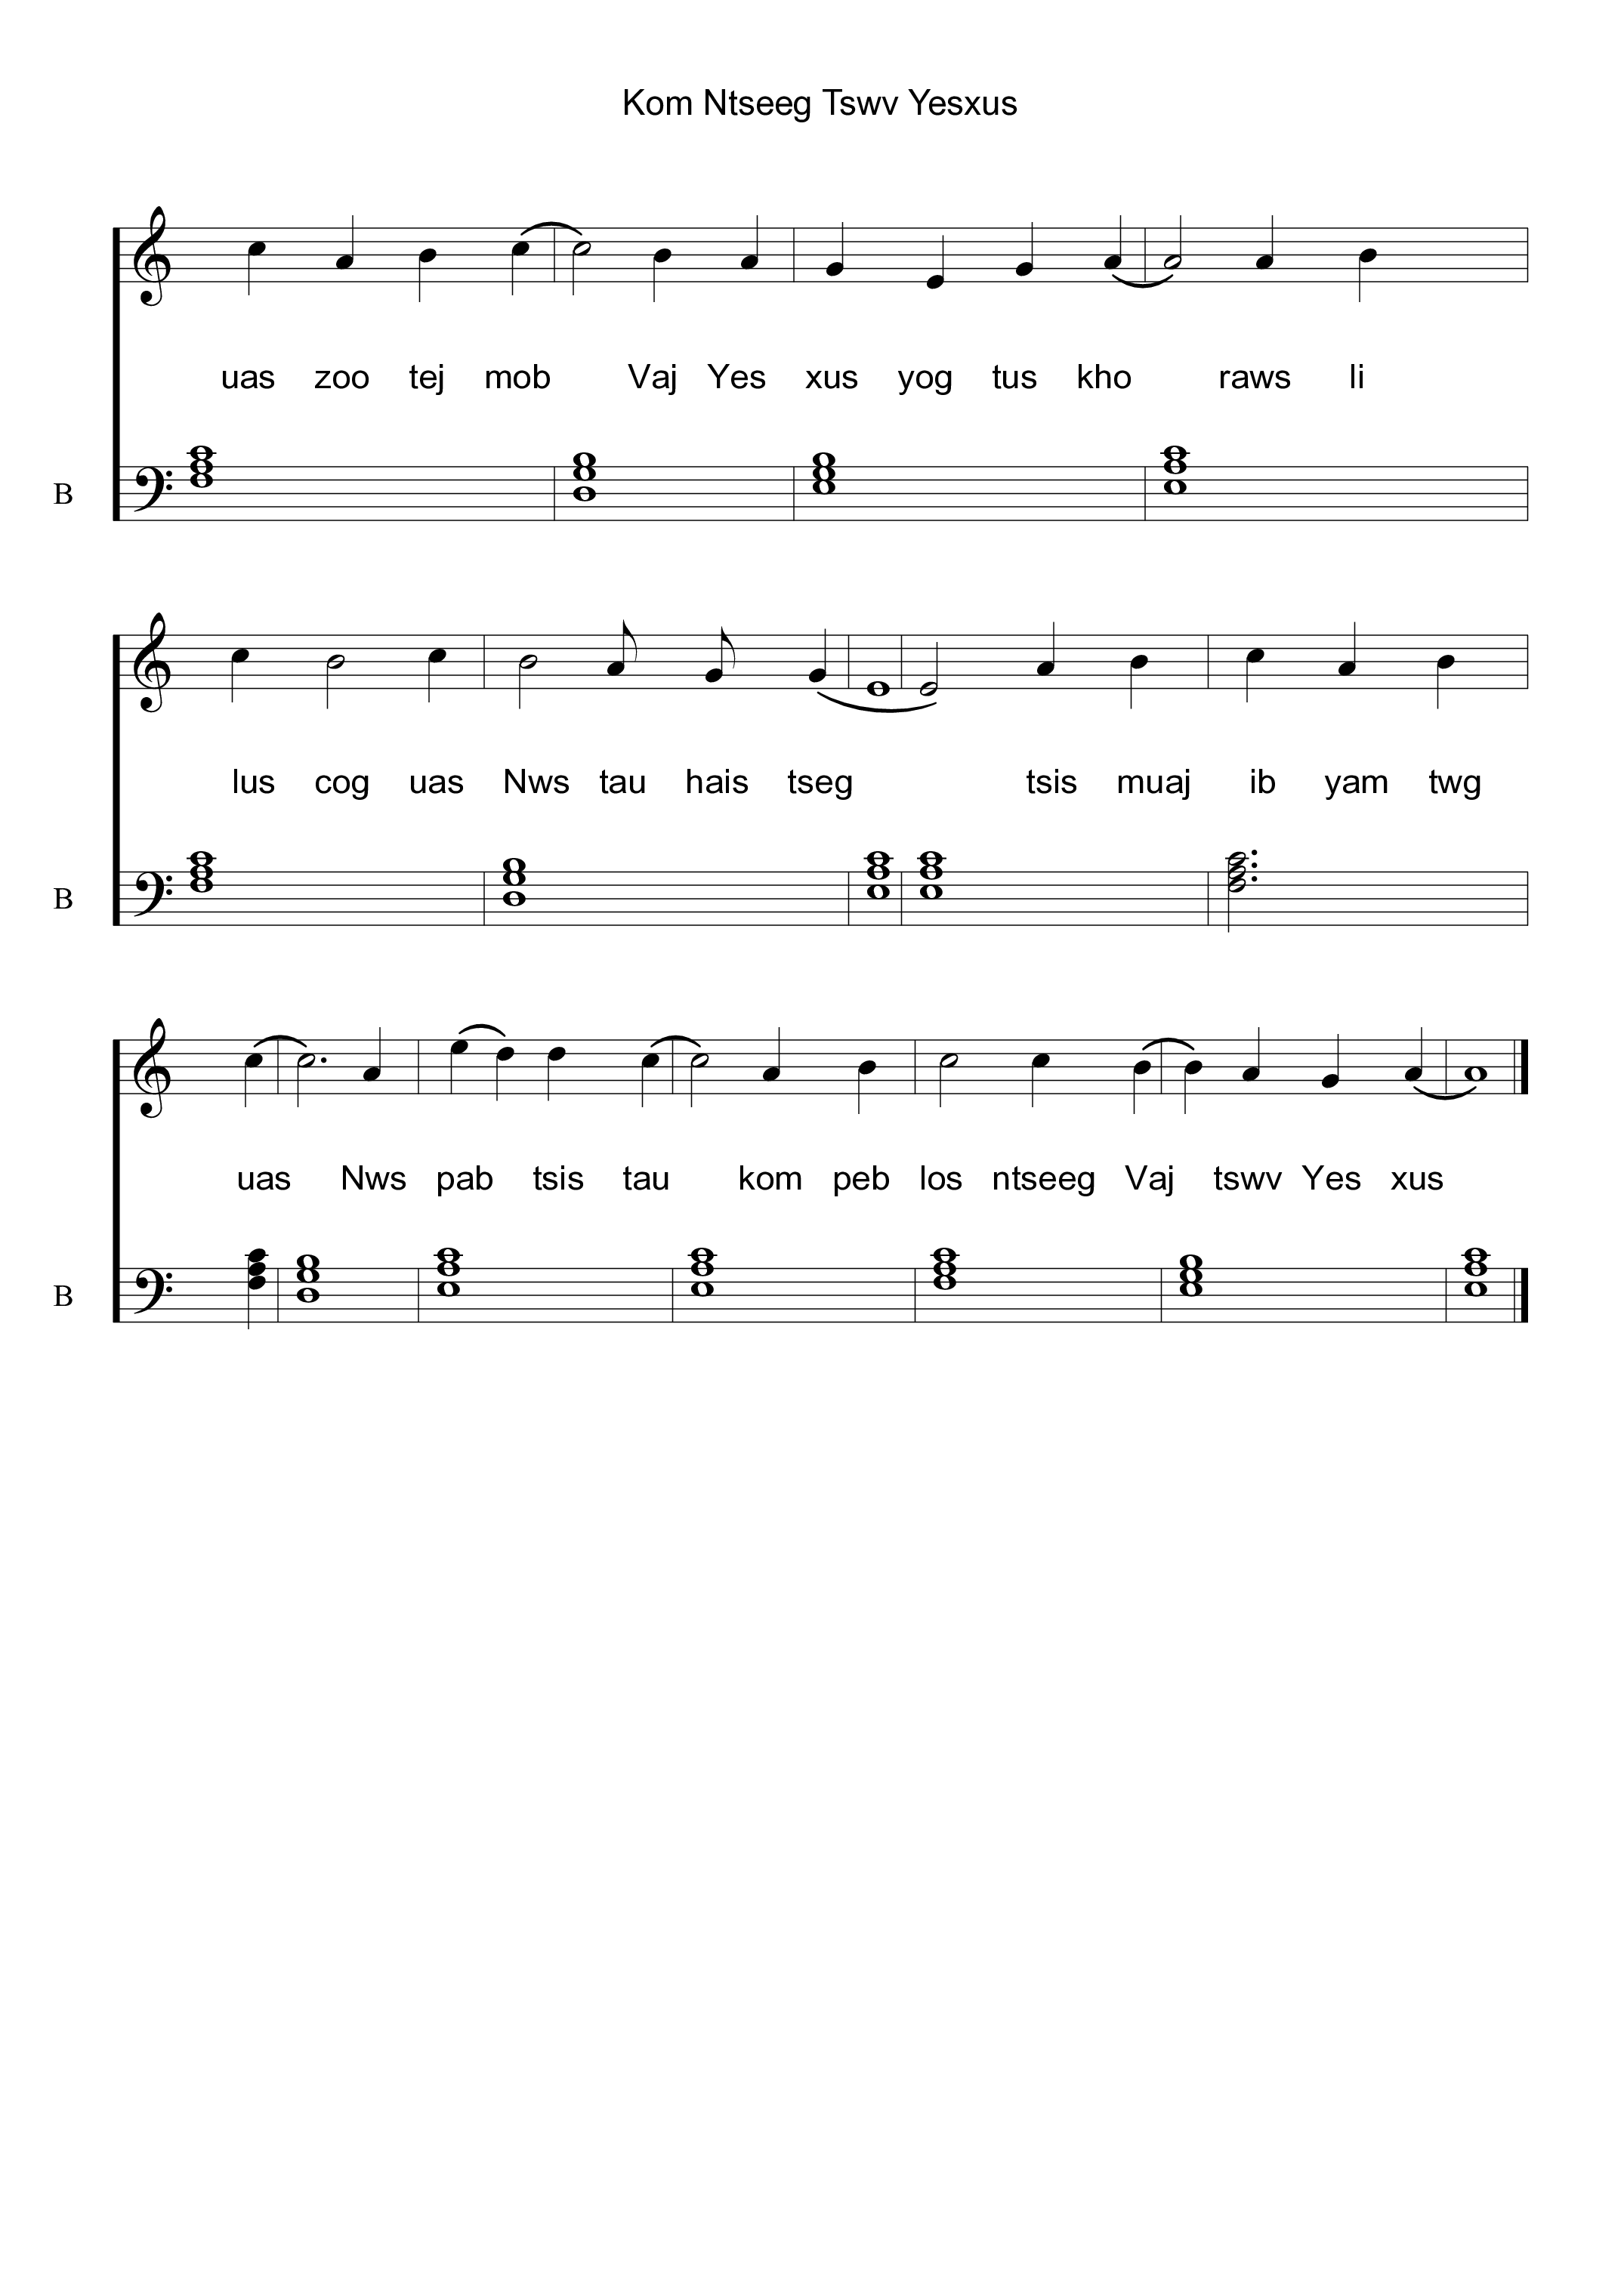 Kom Ntseeg Tswv Yesxus
uas zoo tej mob Vaj Yes xus yog tus kho raws li
B
lus cog uas Nws tau hais tseg tsis muaj ib yam twg
B
uas Nws pab tsis tau kom peb los ntseeg Vaj tswv Yes xus
B